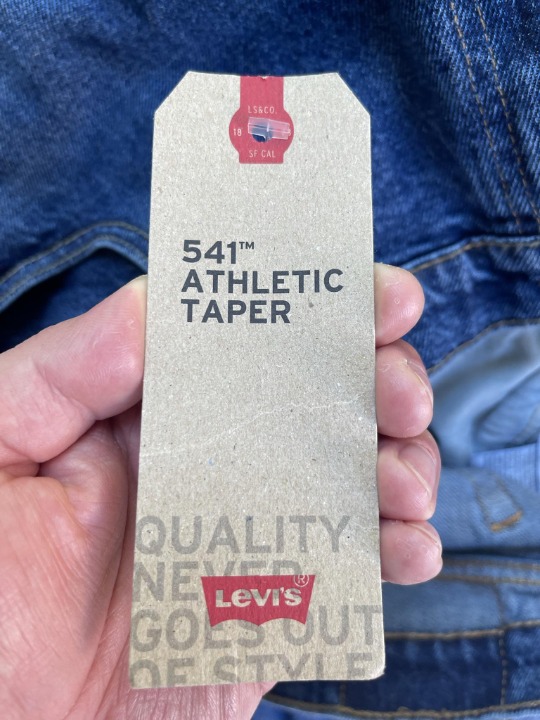 LS&CO.
18
SF CAL
541™
ATHLETIC
TAPER
QUALITY
NEVER
LEVI'S®
GOES OUT
OF STYLE